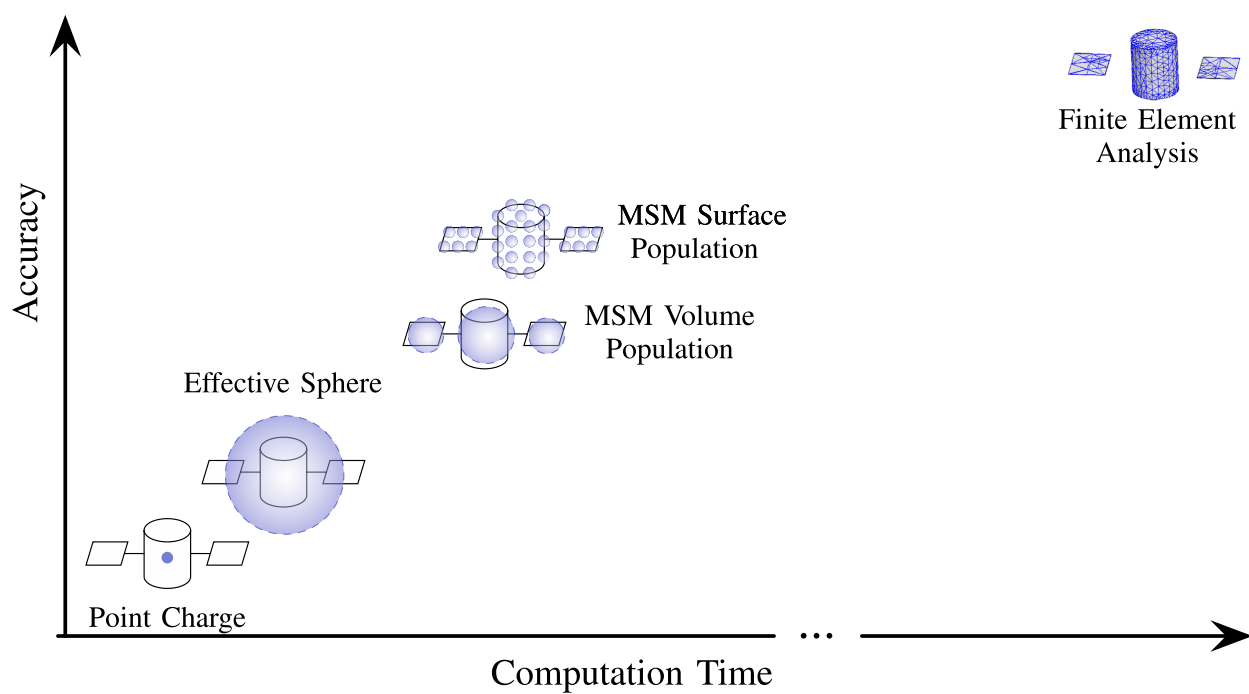 Finite Element
Analysis
MSM Surface
Population
Accuracy
MSM Volume
Population
Effective Sphere
Point Charge
...
Computation Time